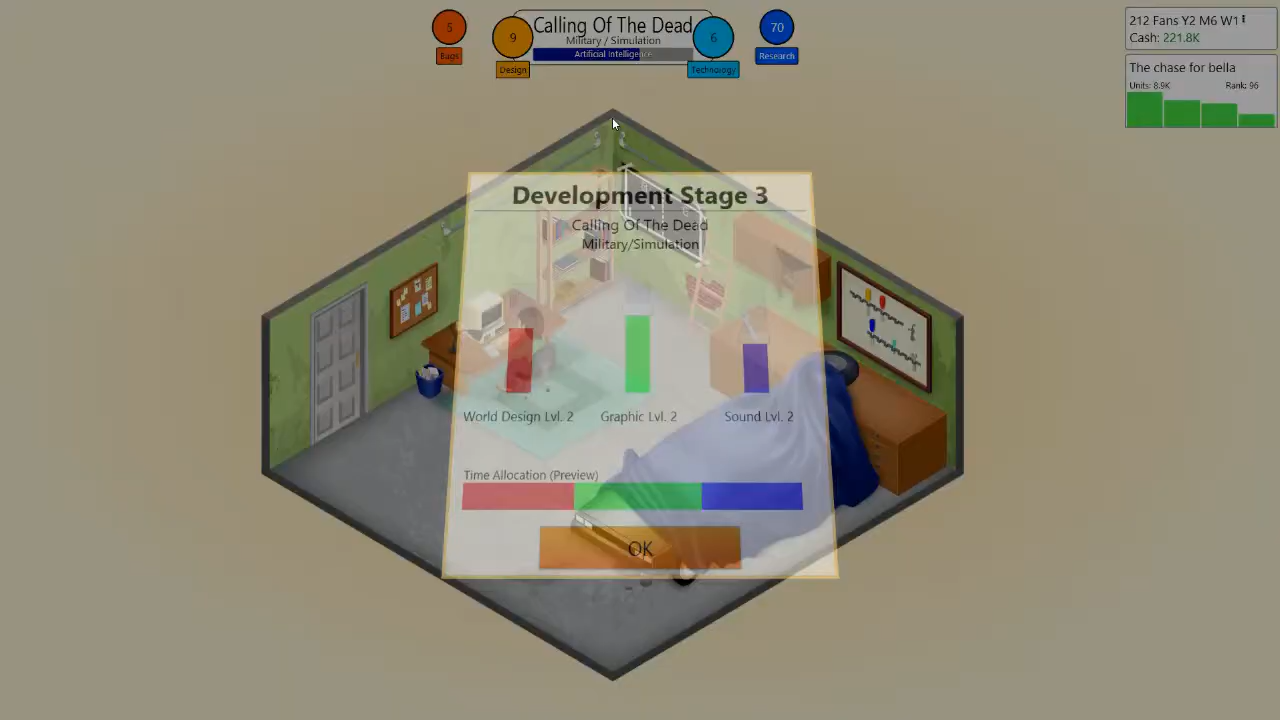 5
Bugs
9
Design
Calling Of The Dead
Military / Simulation
Artificial Intelligence
6
Technology
70
Research
212 Fans Y2 M6 W1
Cash: 221.8K
The chase for bella
Units: 8.9K Rank: 96
Development Stage 3
Calling Of The Dead
Military/Simulation
World Design Lvl. 2 Graphic Lvl. 2 Sound Lvl. 2
Time Allocation (Preview)
OK